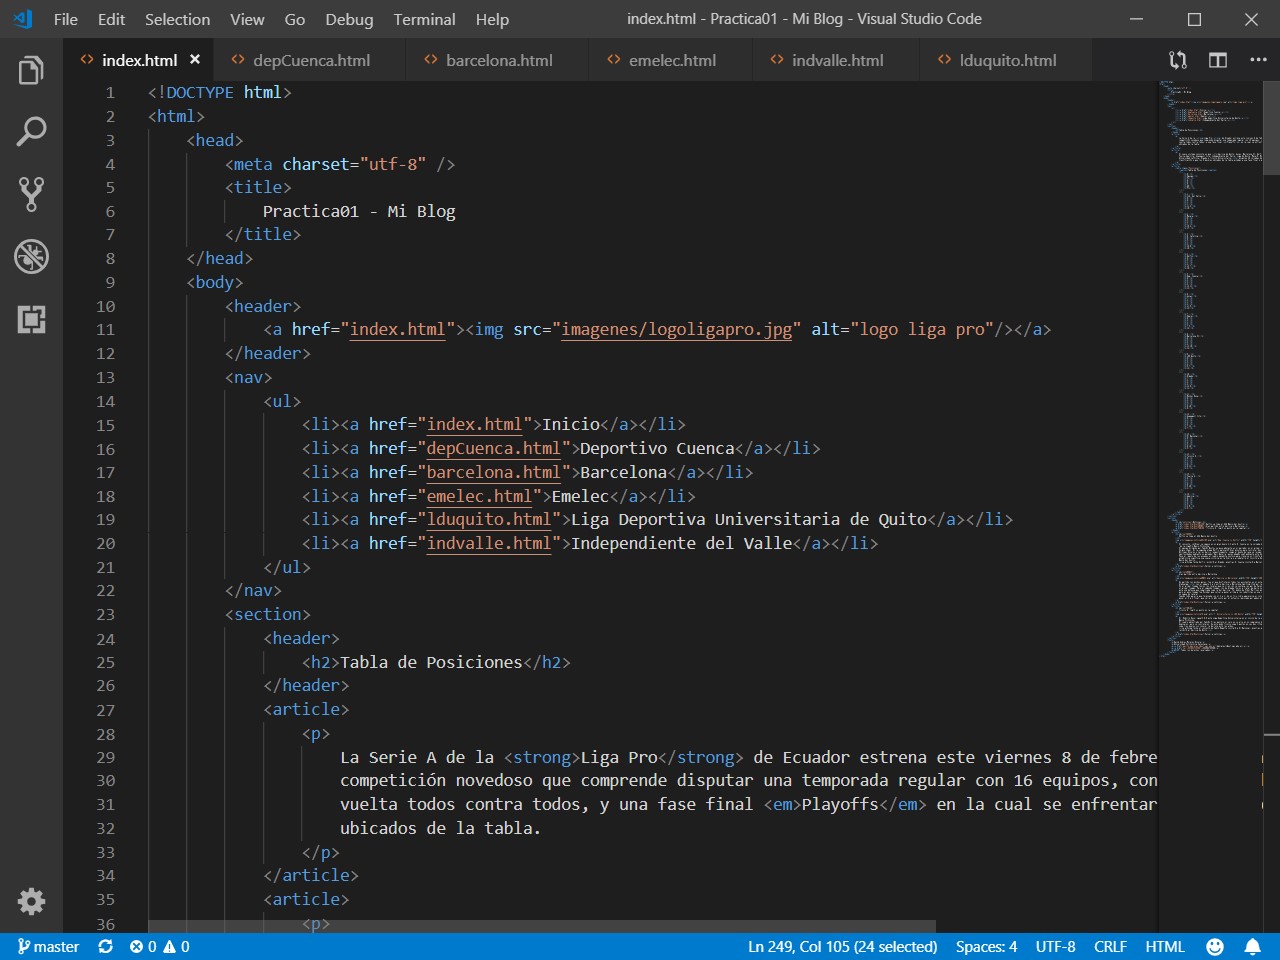 File Edit Selection View Go Debug Terminal Help index.html - Practica01 - Mi Blog - Visual Studio Code
index.html depCuenca.html barcelona.html emelec.html indvalle.html lduquito.html
1 <!DOCTYPE html>
2 <html>
3 <head>
4 <meta charset="utf-8" />
5 <title>
6 Practica01 - Mi Blog
7 </title>
8 </head>
9 <body>
10 <header>
11 <a href="index.html"><img src="imagenes/logoligapro.jpg" alt="logo liga pro"/></a>
12 </header>
13 <nav>
14 <ul>
15 <li><a href="index.html">Inicio</a></li>
16 <li><a href="depCuenca.html">Deportivo Cuenca</a></li>
17 <li><a href="barcelona.html">Barcelona</a></li>
18 <li><a href="emelec.html">Emelec</a></li>
19 <li><a href="lduquito.html">Liga Deportiva Universitaria de Quito</a></li>
20 <li><a href="indvalle.html">Independiente del Valle</a></li>
21 </ul>
22 </nav>
23 <section>
24 <header>
25 <h2>Tabla de Posiciones</h2>
26 </header>
27 <article>
28 <p>
29 La Serie A de la <strong>Liga Pro</strong> de Ecuador estrena este viernes 8 de febre
30 competición novedoso que comprende disputar una temporada regular con 16 equipos, con
31 vuelta todos contra todos, y una fase final <em>Playoffs</em> en la cual se enfrentar
32 ubicados de la tabla.
33 </p>
34 </article>
35 <article>
36 <p>
master 0 0 Ln 249, Col 105 (24 selected) Spaces: 4 UTF-8 CRLF HTML